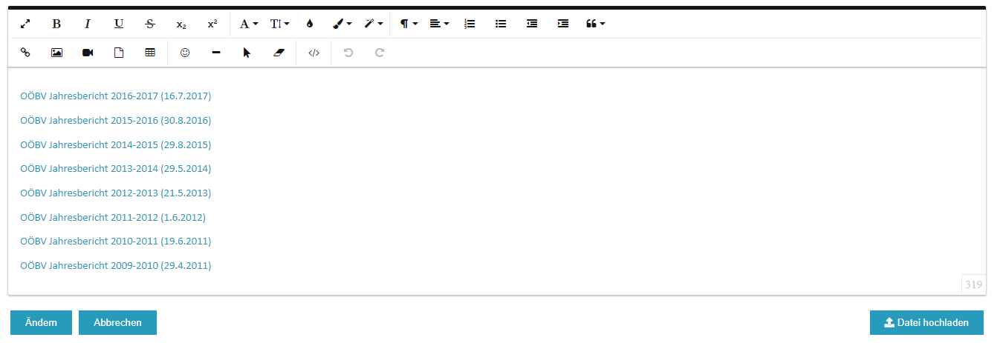 B I U S x₂ x²
A T
</>
OÖBV Jahresbericht 2016-2017 (16.7.2017)
OÖBV Jahresbericht 2015-2016 (30.8.2016)
OÖBV Jahresbericht 2014-2015 (29.8.2015)
OÖBV Jahresbericht 2013-2014 (29.5.2014)
OÖBV Jahresbericht 2012-2013 (21.5.2013)
OÖBV Jahresbericht 2011-2012 (1.6.2012)
OÖBV Jahresbericht 2010-2011 (19.6.2011)
OÖBV Jahresbericht 2009-2010 (29.4.2011)
319
Ändern Abbrechen Datei hochladen